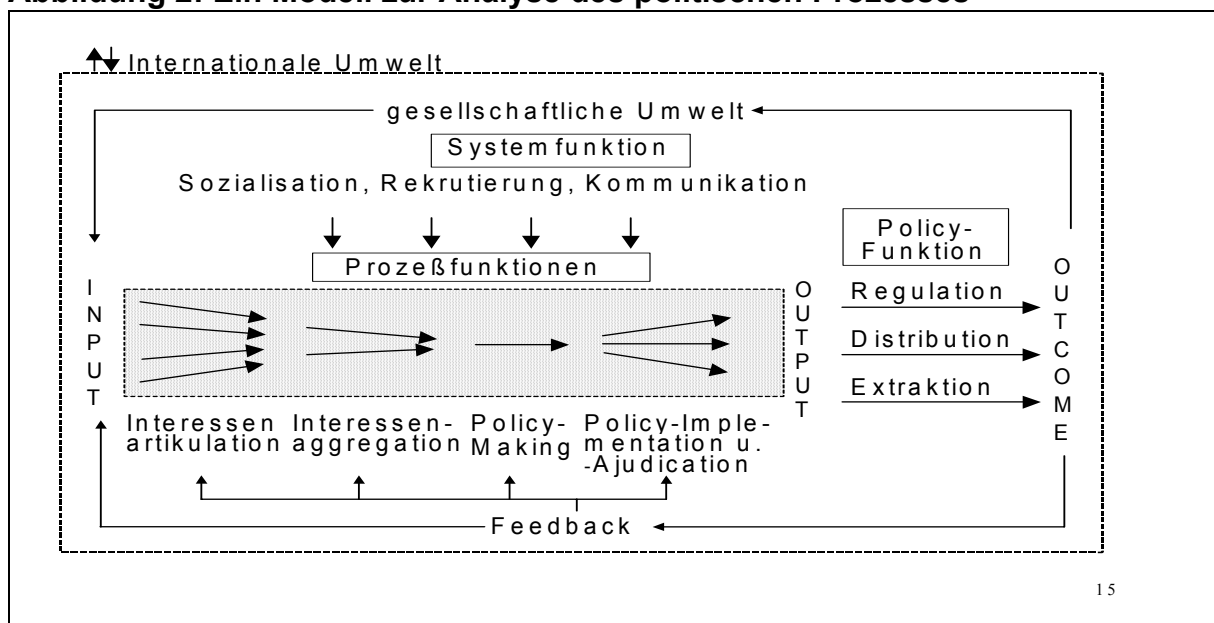 Abbildung 2: Ein Modell zur Analyse des politischen Prozesses
Internationale Umwelt
gesellschaftliche Umwelt
Systemfunktion
Sozialisation, Rekrutierung, Kommunikation
Prozeßfunktionen
Policy-
Funktion
INPUT
OUTPUT
Regulation
Distribution
Extraktion
OUTCOME
Interessen
artikulation
Interessen-
aggregation
Policy-
Making
Policy-Imple-
mentation u.
-Ajudication
Feedback
15